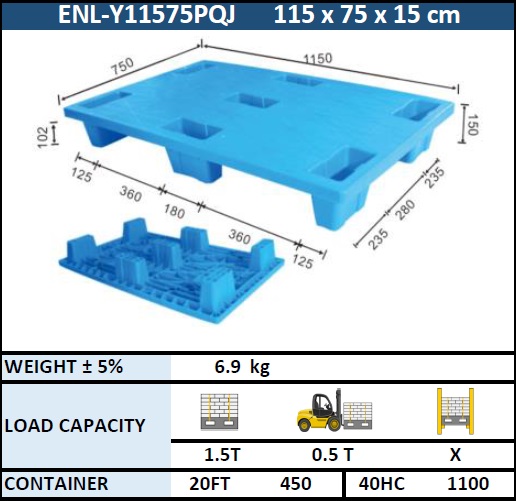 ENL-Y11575PQJ 115 x 75 x 15 cm
750
1150
102
150
125
360
180
360
125
235
280
235
WEIGHT ± 5% 6.9 kg
LOAD CAPACITY
1.5T 0.5 T X
CONTAINER 20FT 450 40HC 1100